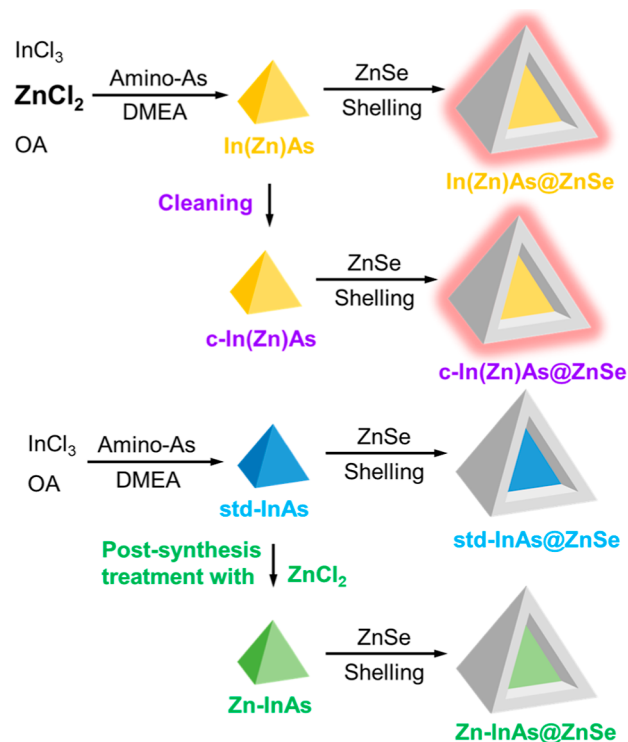 InCl3
ZnCl2
OA
Amino-As
DMEA
In(Zn)As
ZnSe
Shelling
In(Zn)As@ZnSe
Cleaning
c-In(Zn)As
ZnSe
Shelling
c-In(Zn)As@ZnSe
InCl3
OA
Amino-As
DMEA
std-InAs
ZnSe
Shelling
std-InAs@ZnSe
Post-synthesis
treatment with ZnCl2
Zn-InAs
ZnSe
Shelling
Zn-InAs@ZnSe